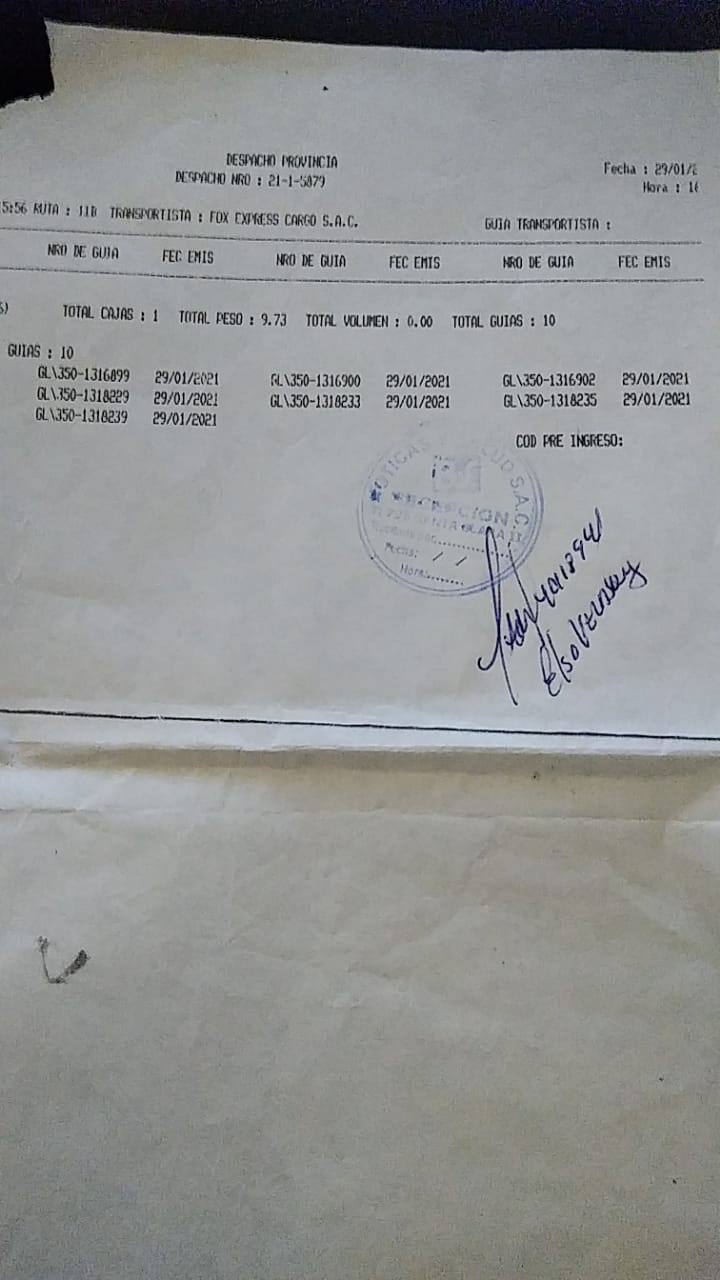 DESPACHO PROVINCIA
DESPACHO NRO : 21-1-5879
Fecha : 29/01/2
Hora : 16
5:56 RUTA : 11B TRANSPORTISTA : FOX EXPRESS CARGO S.A.C. GUIA TRANSPORTISTA :
NRO DE GUIA FEC EMIS NRO DE GUIA FEC EMIS NRO DE GUIA FEC EMIS
S) TOTAL CAJAS : 1 TOTAL PESO : 9.73 TOTAL VOLUMEN : 0.00 TOTAL GUIAS : 10
GUIAS : 10
GL\350-1316899 29/01/2021 GL\350-1316900 29/01/2021 GL\350-1316902 29/01/2021
GL\350-1318229 29/01/2021 GL\350-1318233 29/01/2021 GL\350-1318235 29/01/2021
GL\350-1318239 29/01/2021
COD PRE INGRESO:
S.A.C.
RECEPCION
SANTA CLARA II
Fecha: / /
Hora:.......